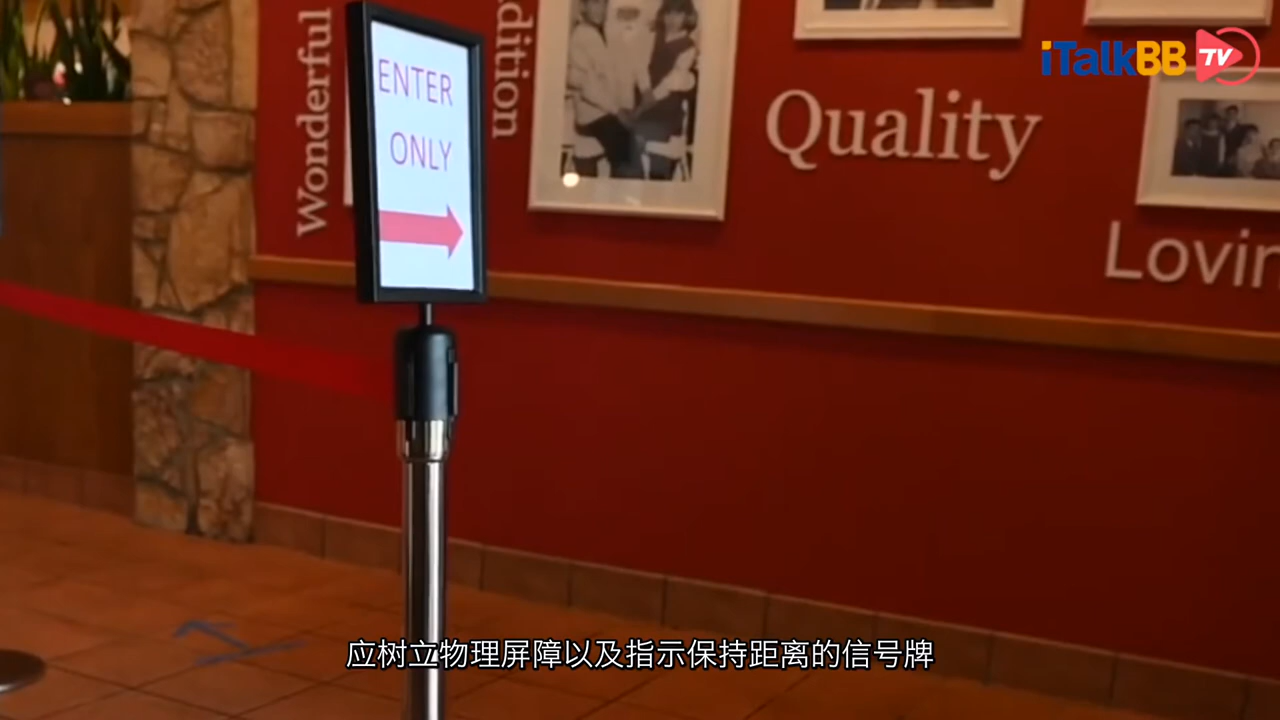 iTalkBB TV
Wonderful
dition
ENTER
ONLY
Quality
Lovin
应树立物理屏障以及指示保持距离的信号牌